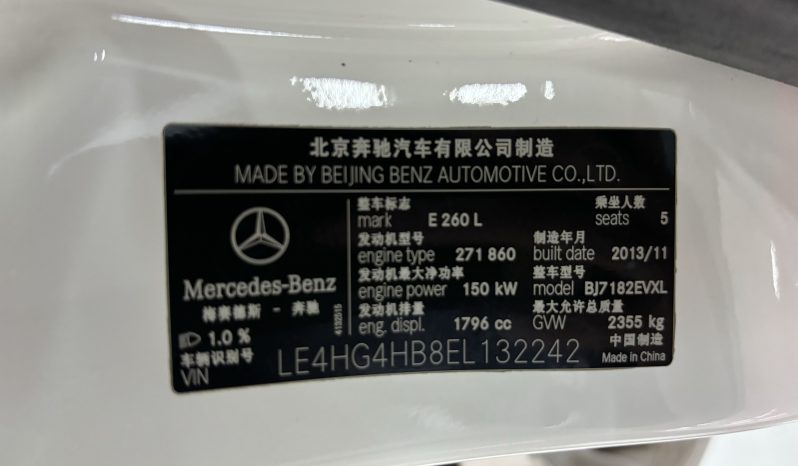 北京奔驰汽车有限公司制造
MADE BY BEIJING BENZ AUTOMOTIVE CO.,LTD.
整车标志
mark E 260 L
乘坐人数
seats 5
发动机型号
engine type 271 860
制造年月
built date 2013/11
发动机最大净功率
engine power 150 kW
整车型号
model BJ7182EVXL
发动机排量
eng. displ. 1796 cc
最大允许总质量
GVW 2355 kg
Mercedes-Benz
梅赛德斯 - 奔驰
1.0 %
车辆识别号
VIN LE4HG4HB8EL132242
中国制造
Made in China